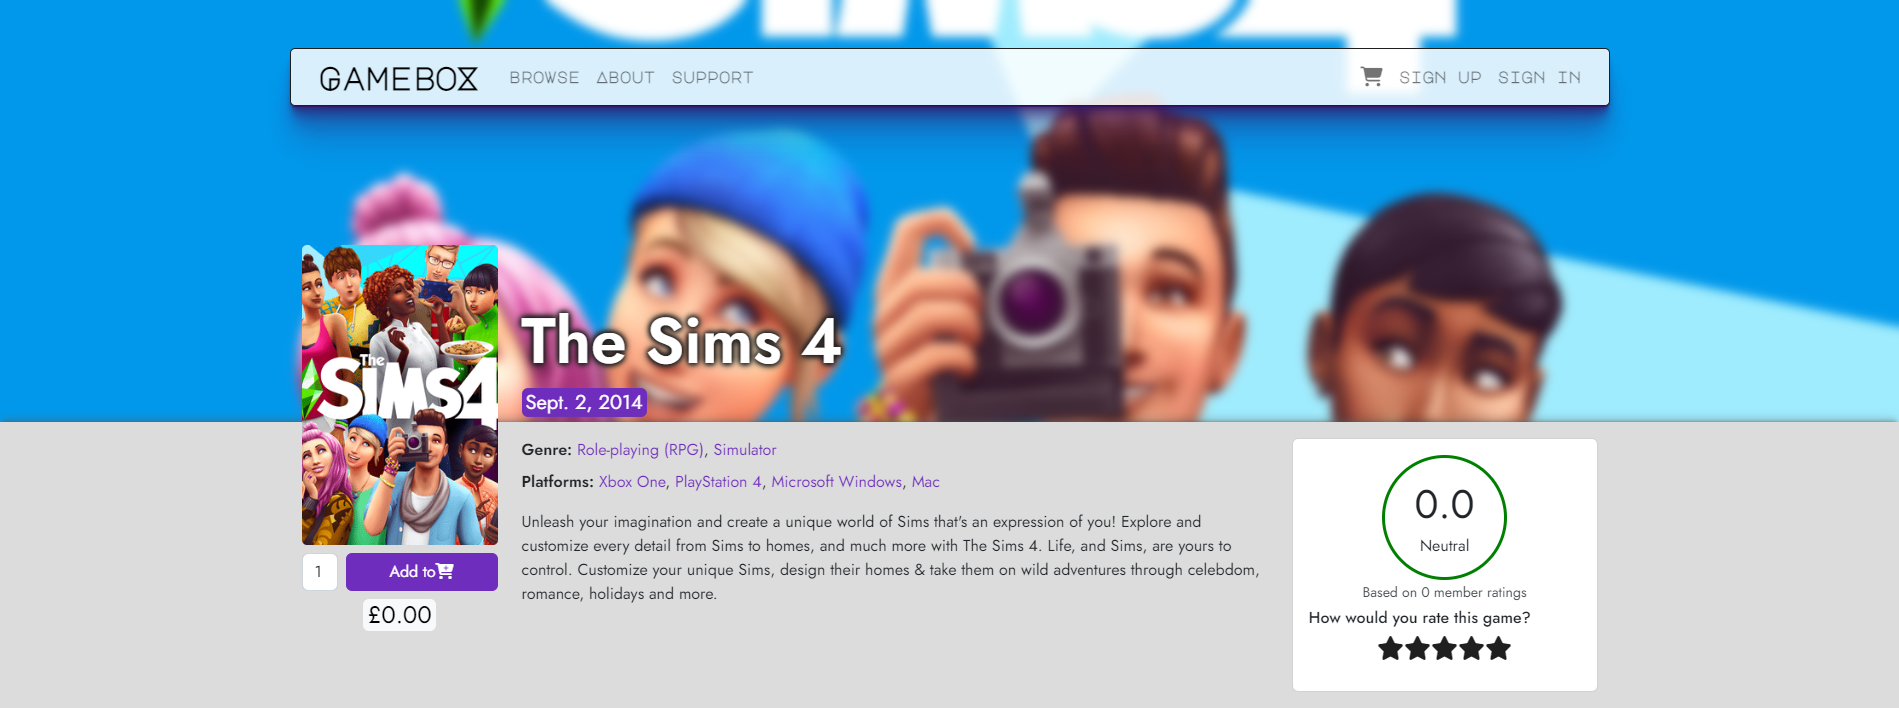 SIMS4
GAMEBOX
BROWSE
ABOUT
SUPPORT
SIGN UP
SIGN IN
The
SIMS4
The Sims 4
Sept. 2, 2014
Genre: Role-playing (RPG), Simulator
Platforms: Xbox One, PlayStation 4, Microsoft Windows, Mac
Unleash your imagination and create a unique world of Sims that's an expression of you! Explore and
customize every detail from Sims to homes, and much more with The Sims 4. Life, and Sims, are yours to
control. Customize your unique Sims, design their homes & take them on wild adventures through celebdom,
romance, holidays and more.
1
Add to
£0.00
0.0
Neutral
Based on 0 member ratings
How would you rate this game?